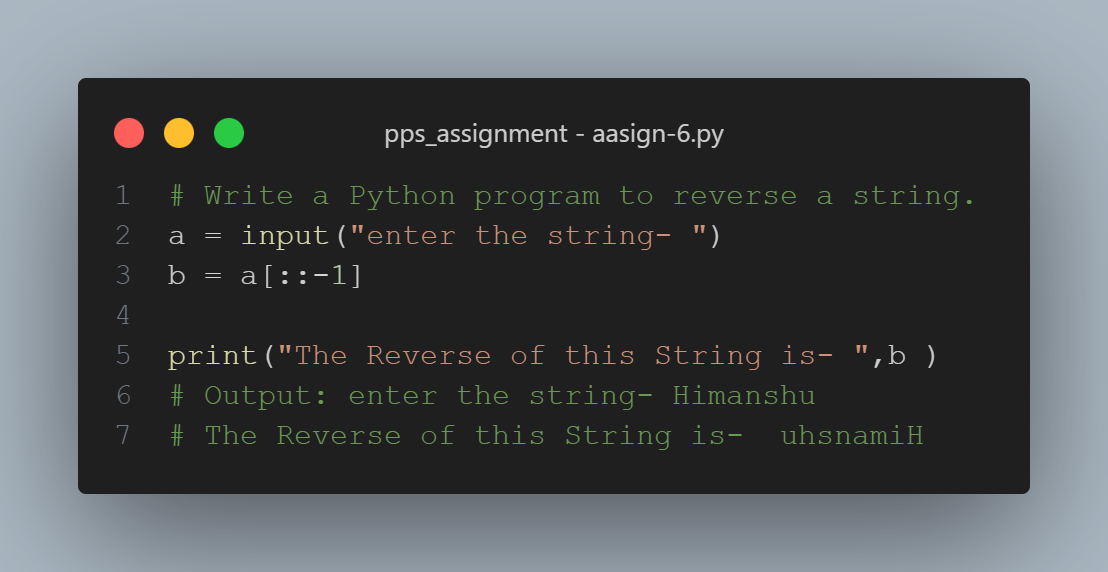 pps_assignment - aasign-6.py
1 # Write a Python program to reverse a string.
2 a = input("enter the string- ")
3 b = a[::-1]
4
5 print("The Reverse of this String is- ",b )
6 # Output: enter the string- Himanshu
7 # The Reverse of this String is-  uhsnamiH